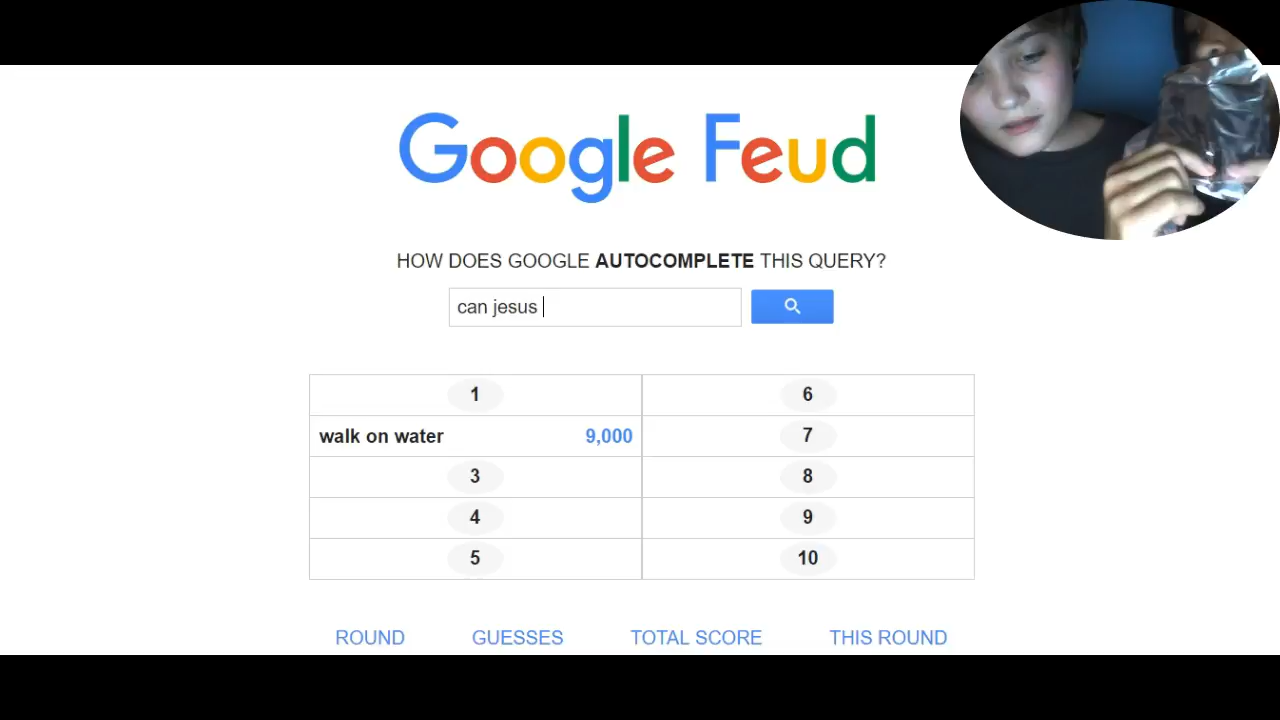 Google Feud
HOW DOES GOOGLE AUTOCOMPLETE THIS QUERY?
can jesus
1
6
walk on water 9,000
7
3
8
4
9
5
10
ROUND GUESSES TOTAL SCORE THIS ROUND